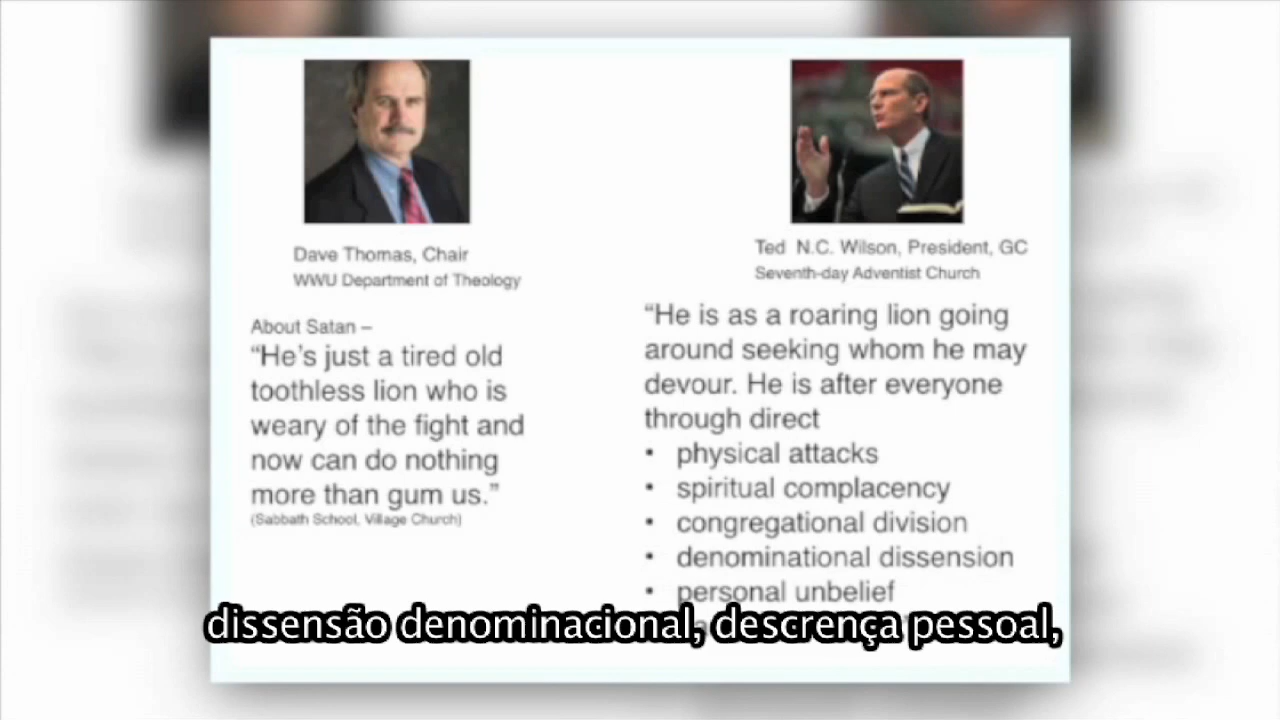 Dave Thomas, Chair
WWU Department of Theology
About Satan –
“He’s just a tired old
toothless lion who is
weary of the fight and
now can do nothing
more than gum us.”
(Sabbath School, Village Church)
Ted N.C. Wilson, President, GC
Seventh-day Adventist Church
“He is as a roaring lion going
around seeking whom he may
devour. He is after everyone
through direct
• physical attacks
• spiritual complacency
• congregational division
• denominational dissension
• personal unbelief
dissensão denominacional, descrença pessoal,